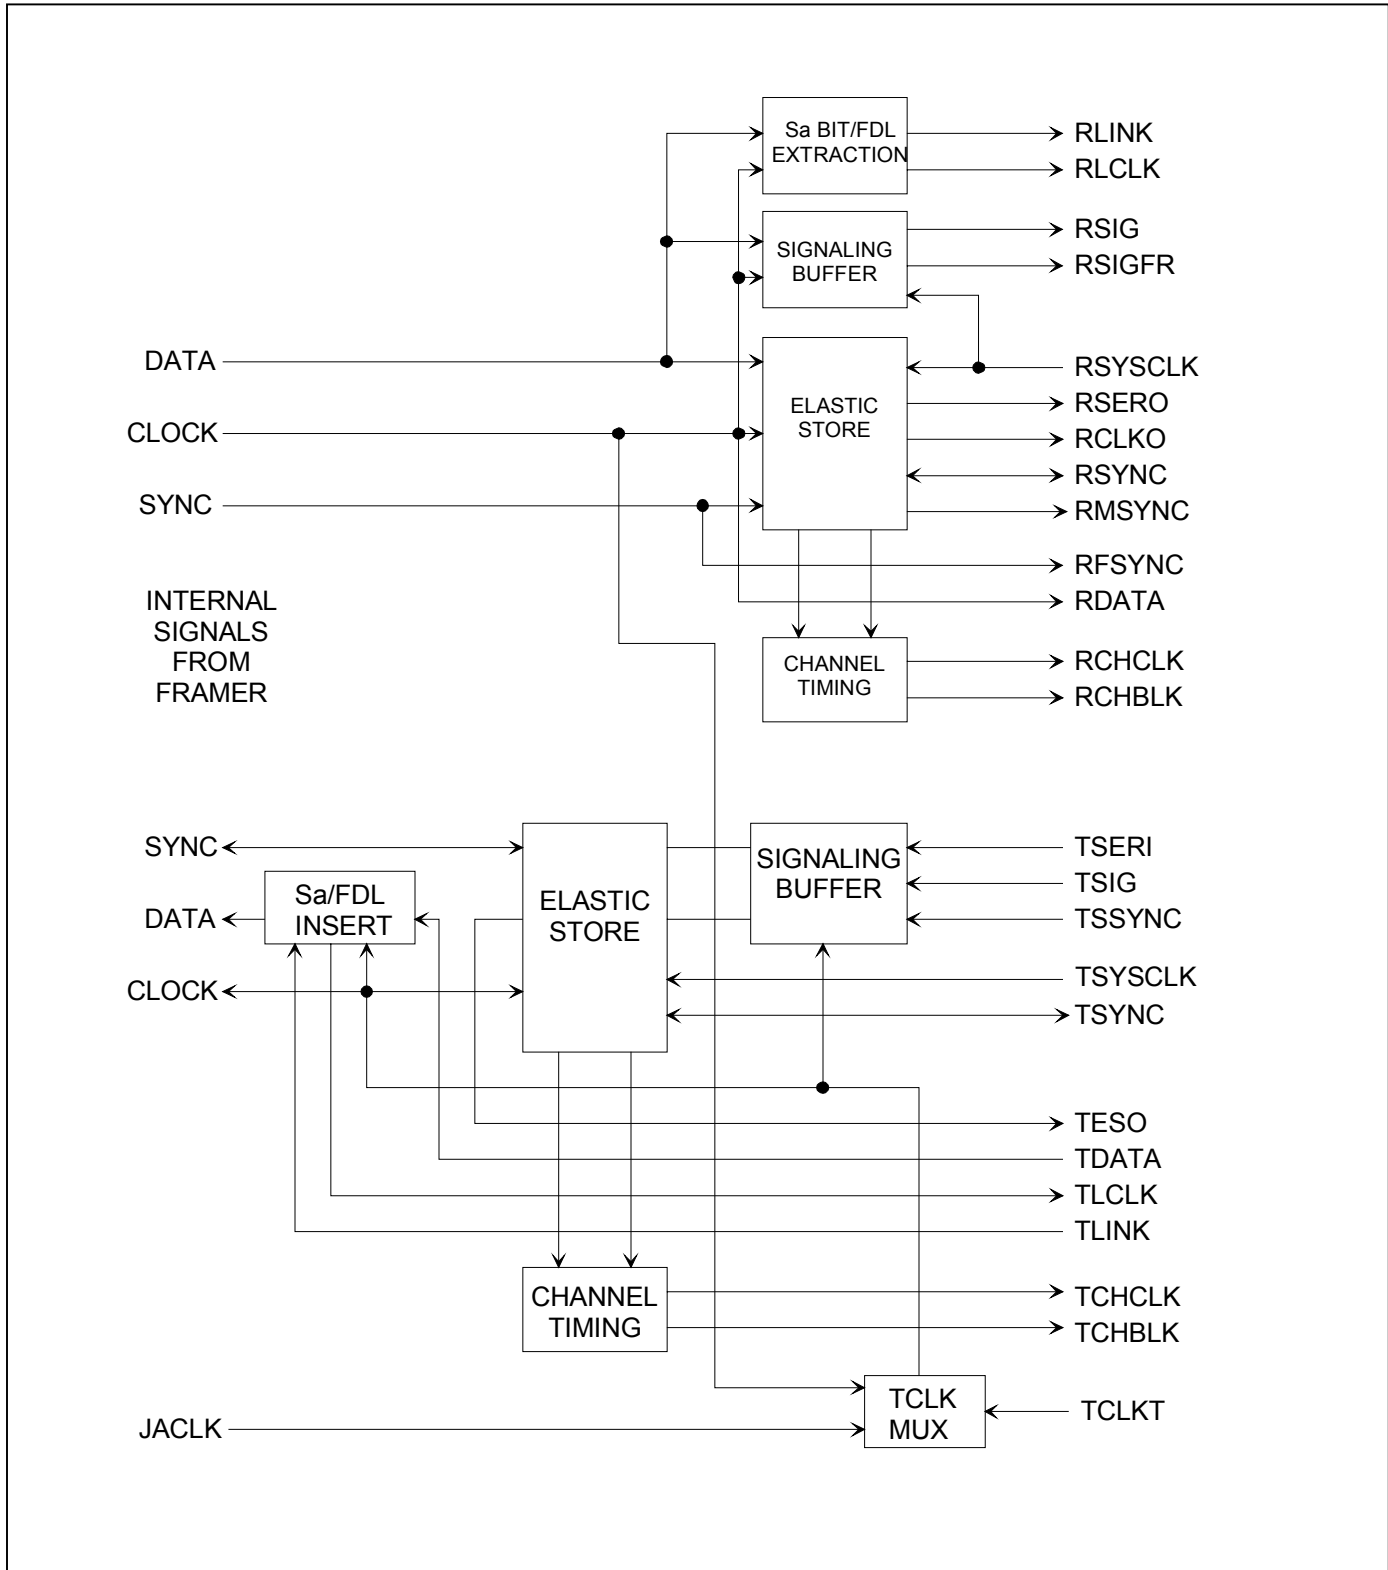 Sa BIT/FDL
EXTRACTION
RLINK
RLCLK
SIGNALING
BUFFER
RSIG
RSIGFR
DATA
CLOCK
SYNC
ELASTIC
STORE
RSYSCLK
RSERO
RCLKO
RSYNC
RMSYNC
RFSYNC
RDATA
INTERNAL
SIGNALS
FROM
FRAMER
CHANNEL
TIMING
RCHCLK
RCHBLK
SYNC
DATA
CLOCK
Sa/FDL
INSERT
ELASTIC
STORE
SIGNALING
BUFFER
TSERI
TSIG
TSSYNC
TSYSCLK
TSYNC
TESO
TDATA
TLCLK
TLINK
CHANNEL
TIMING
TCHCLK
TCHBLK
JACLK
TCLK
MUX
TCLKT